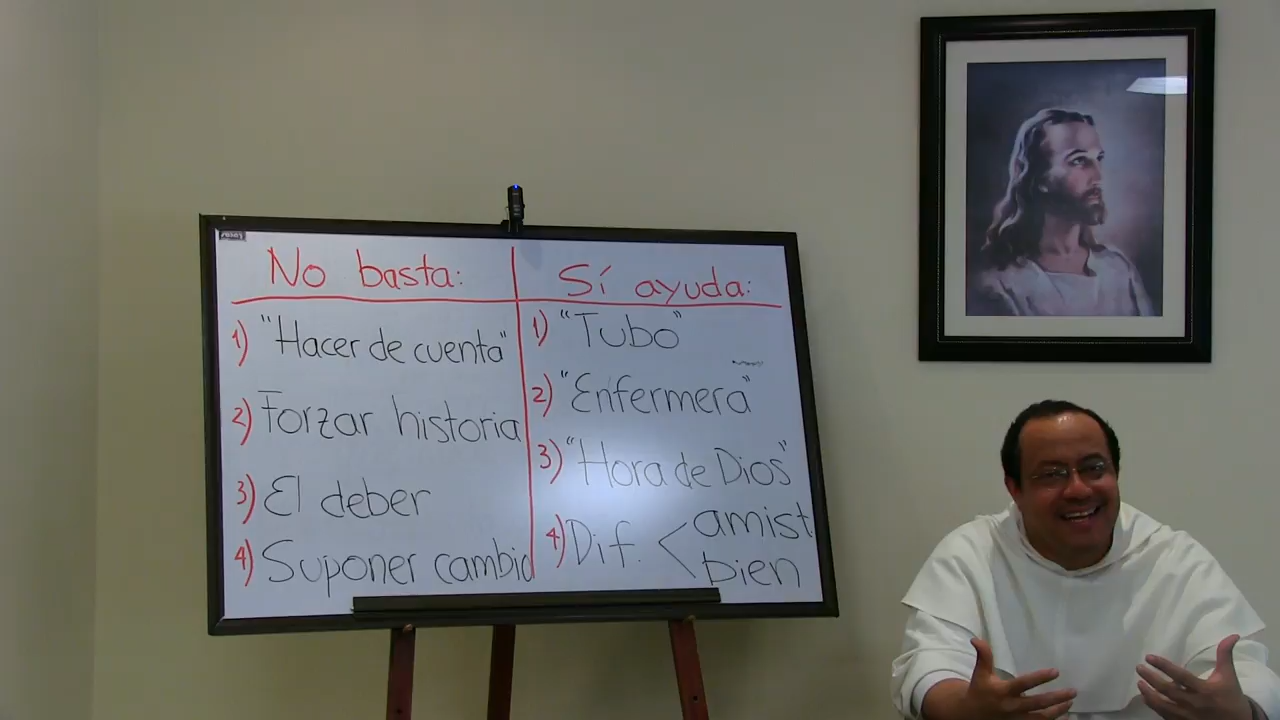 No basta:
1) "Hacer de cuenta"
2) Forzar historia
3) El deber
4) Suponer cambio
Sí ayuda:
1) "Tubo"
2) "Enfermera"
3) "Hora de Dios"
4) Dif. < amist
bien